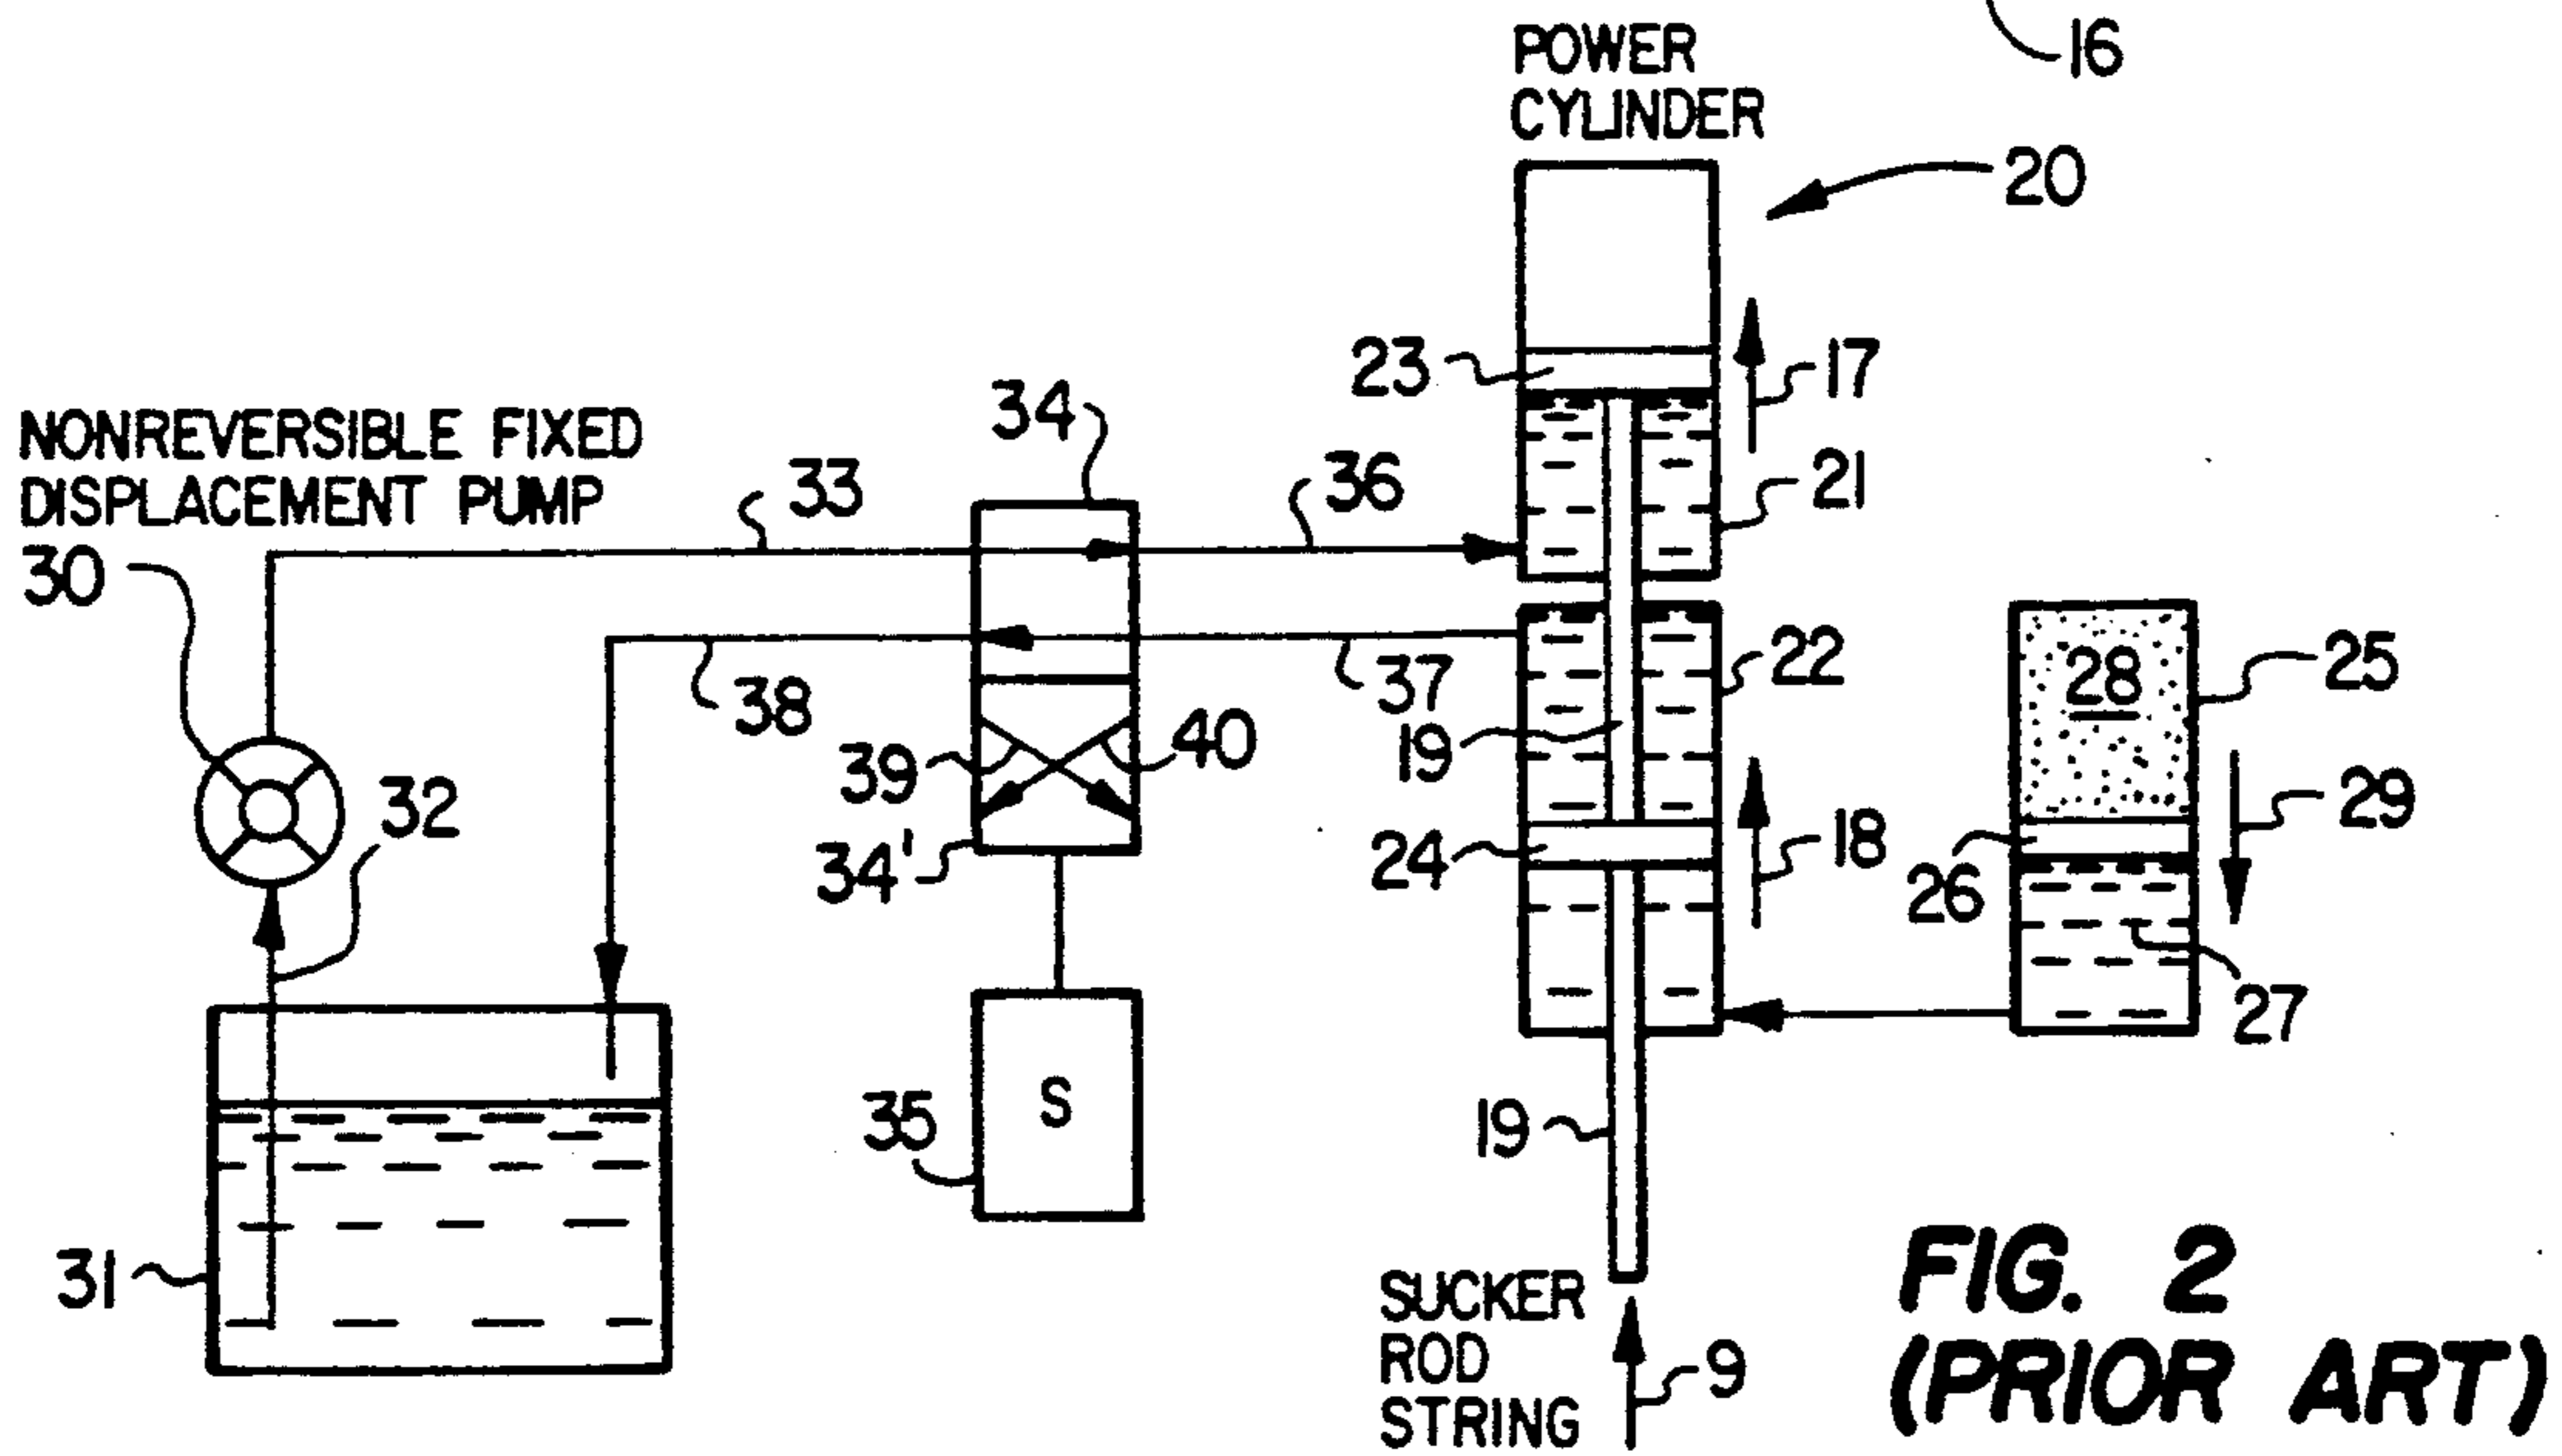 POWER
CYLINDER
16
20
23
17
34
NONREVERSIBLE FIXED
DISPLACEMENT PUMP
33
36
21
30
22
28
25
38
37
39
40
19
29
32
34'
24
18
26
27
35
S
19
31
SUCKER
ROD
STRING
9
FIG. 2
(PRIOR ART)